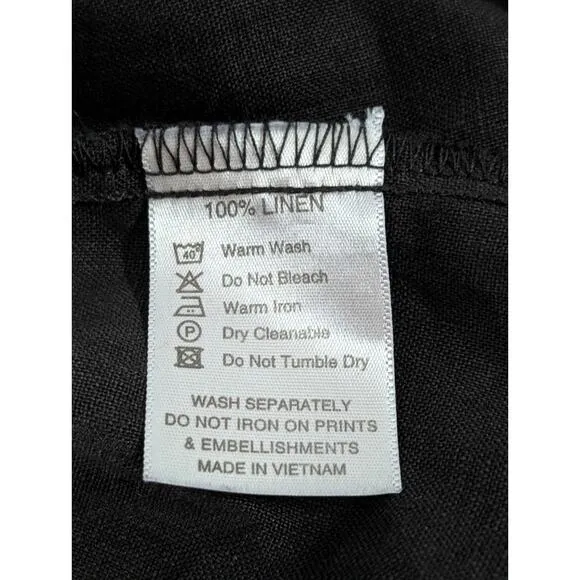 100% LINEN
40° Warm Wash
Do Not Bleach
Warm Iron
P Dry Cleanable
Do Not Tumble Dry
WASH SEPARATELY
DO NOT IRON ON PRINTS
& EMBELLISHMENTS
MADE IN VIETNAM